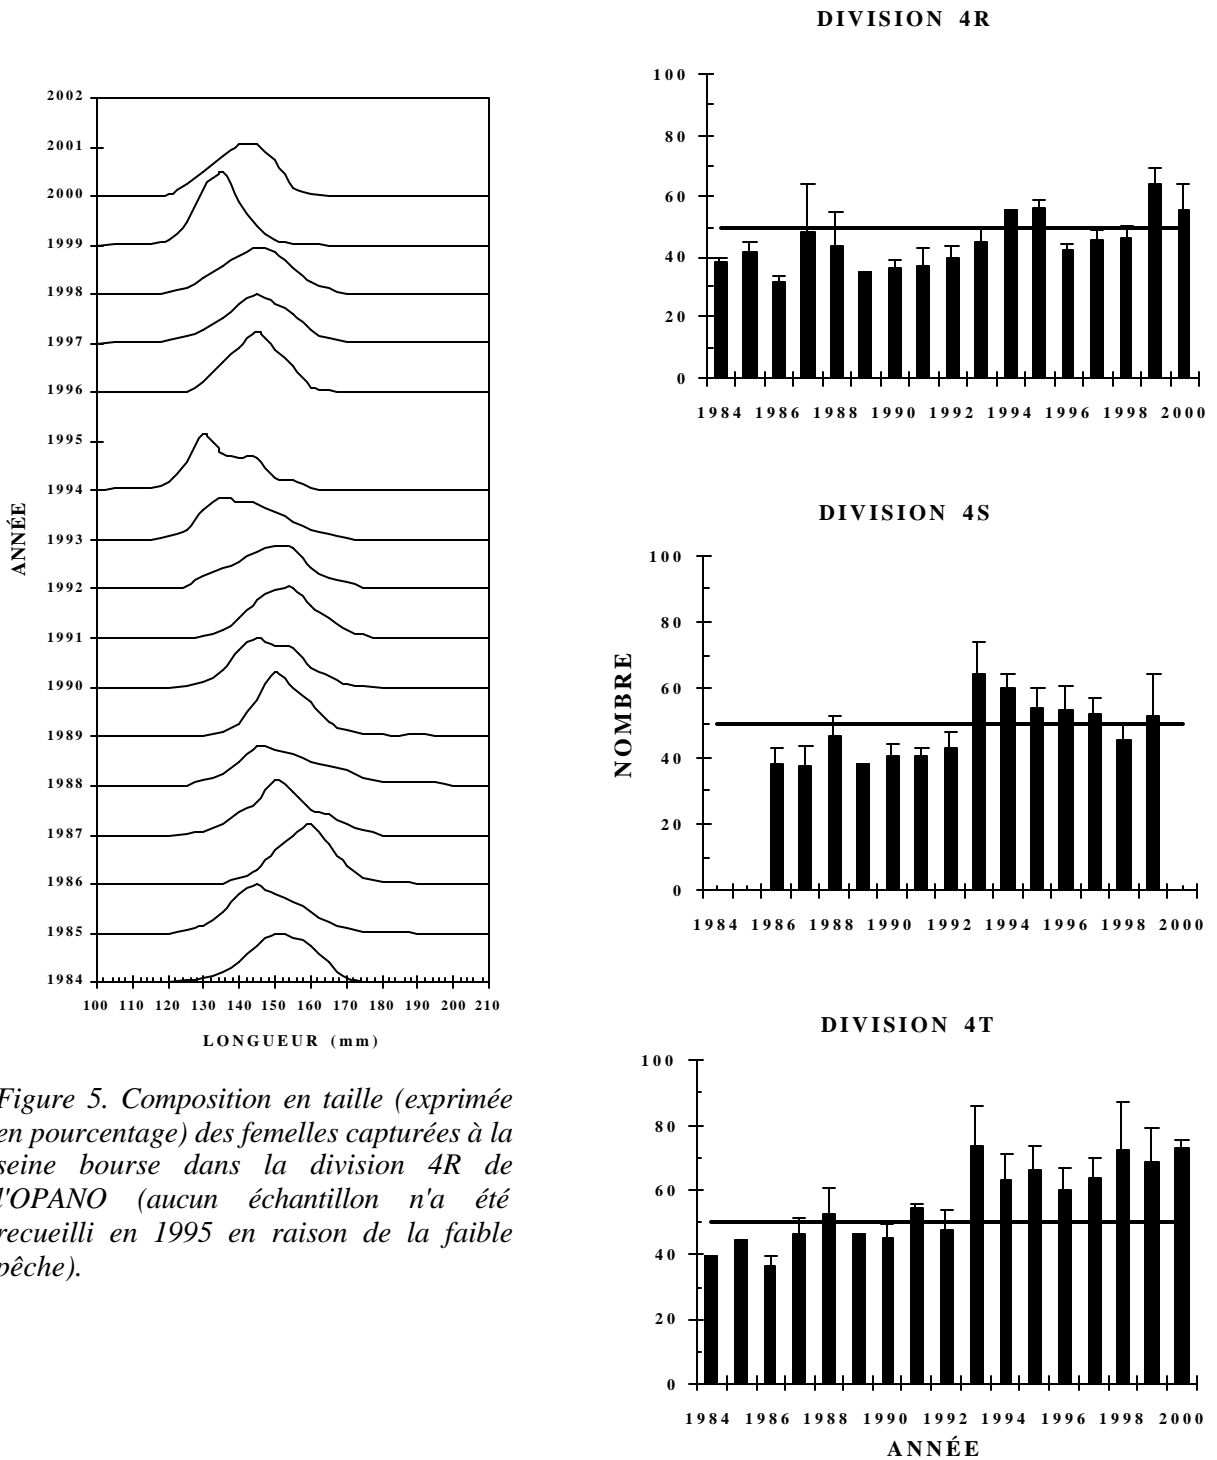 2002
2001
2000
1999
1998
1997
1996
1995
1994
1993
1992
1991
1990
1989
1988
1987
1986
1985
1984
ANNÉE
100 110 120 130 140 150 160 170 180 190 200 210
LONGUEUR (mm)
Figure 5. Composition en taille (exprimée
en pourcentage) des femelles capturées à la
seine bourse dans la division 4R de
l'OPANO (aucun échantillon n'a été
recueilli en 1995 en raison de la faible
pêche).
DIVISION 4R
100
80
60
40
20
0
1984 1986 1988 1990 1992 1994 1996 1998 2000
DIVISION 4S
NOMBRE
100
80
60
40
20
0
1984 1986 1988 1990 1992 1994 1996 1998 2000
DIVISION 4T
100
80
60
40
20
0
1984 1986 1988 1990 1992 1994 1996 1998 2000
ANNÉE